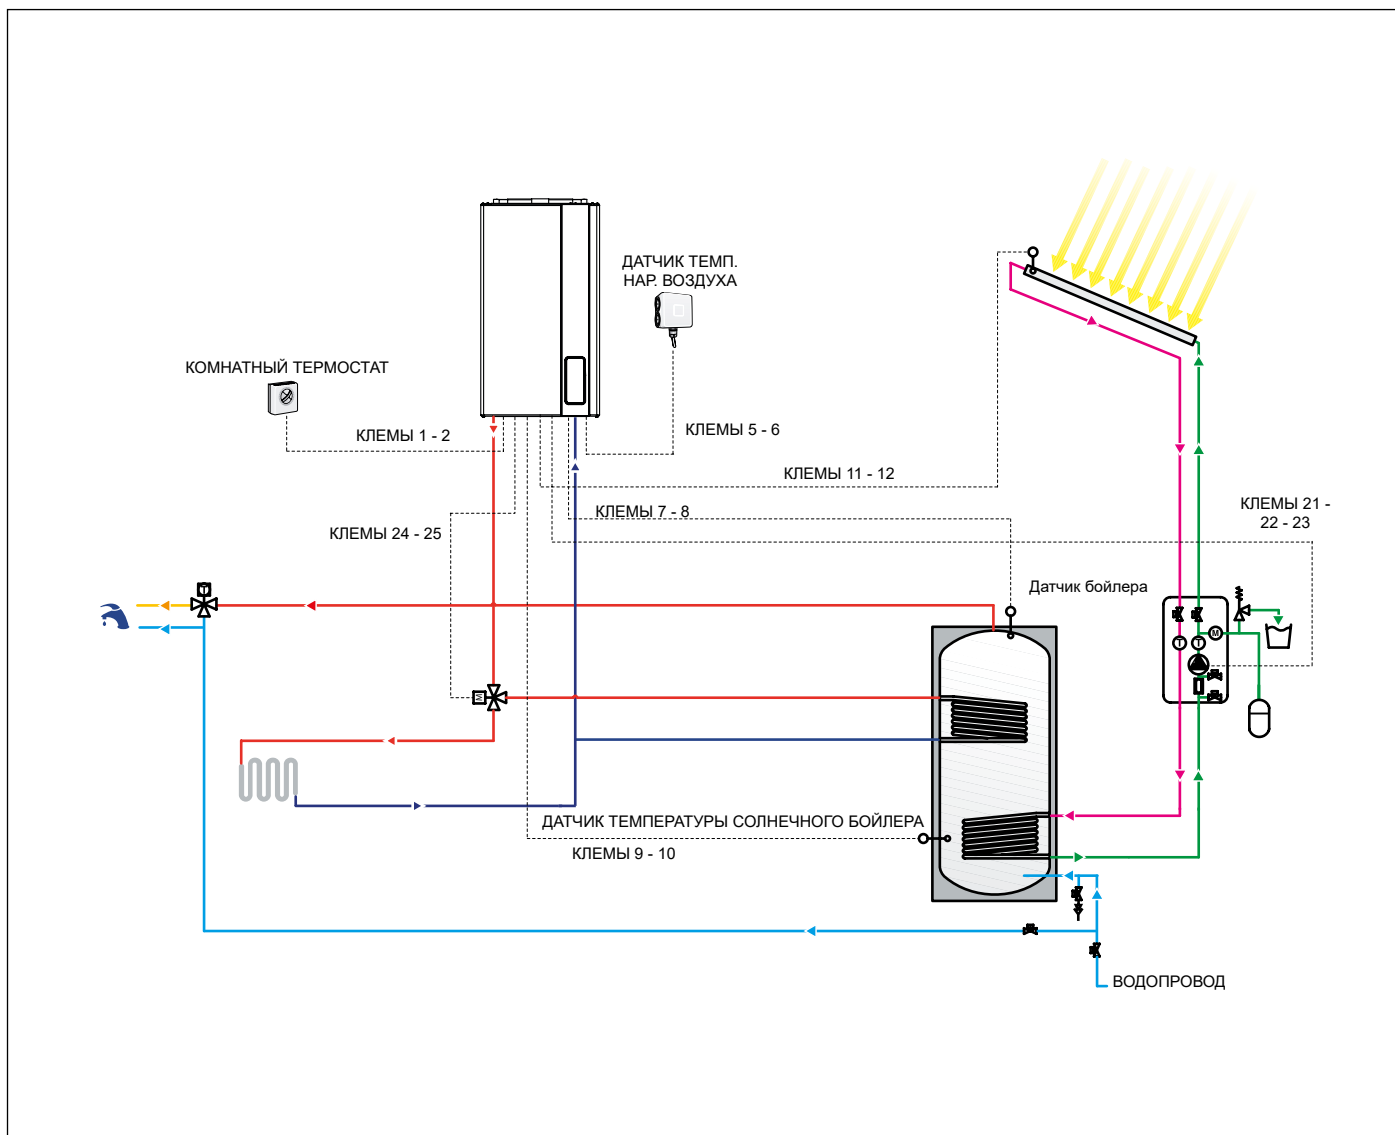 ДАТЧИК ТЕМП.
НАР. ВОЗДУХА
КОМНАТНЫЙ ТЕРМОСТАТ
КЛЕМЫ 1 - 2
КЛЕМЫ 5 - 6
КЛЕМЫ 11 - 12
КЛЕМЫ 7 - 8
КЛЕМЫ 21 -
22 - 23
КЛЕМЫ 24 - 25
Датчик бойлера
T
M
T
T
M
ДАТЧИК ТЕМПЕРАТУРЫ СОЛНЕЧНОГО БОЙЛЕРА
КЛЕМЫ 9 - 10
ВОДОПРОВОД